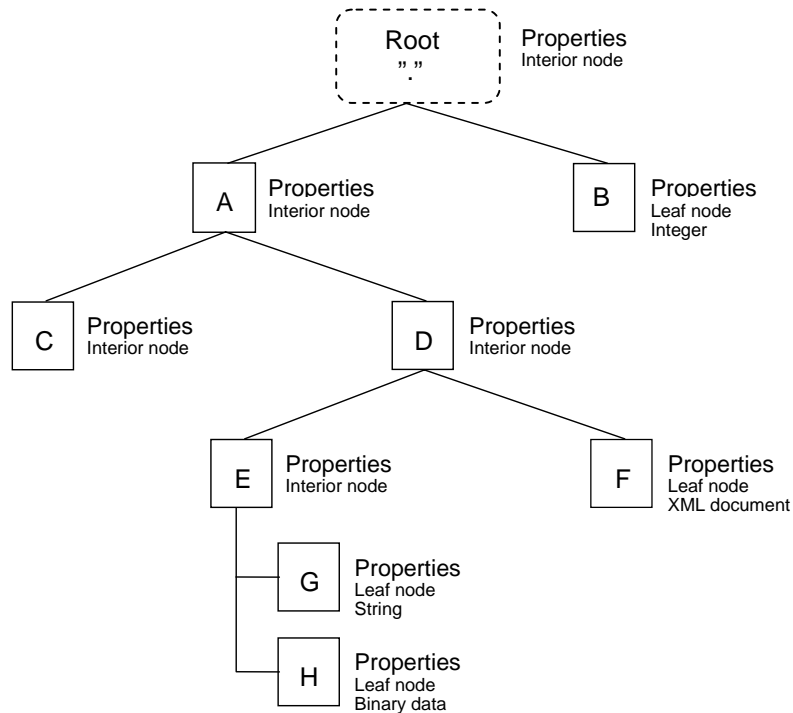 Root
"."
Properties
Interior node
A
Properties
Interior node
B
Properties
Leaf node
Integer
C
Properties
Interior node
D
Properties
Interior node
E
Properties
Interior node
F
Properties
Leaf node
XML document
G
Properties
Leaf node
String
H
Properties
Leaf node
Binary data